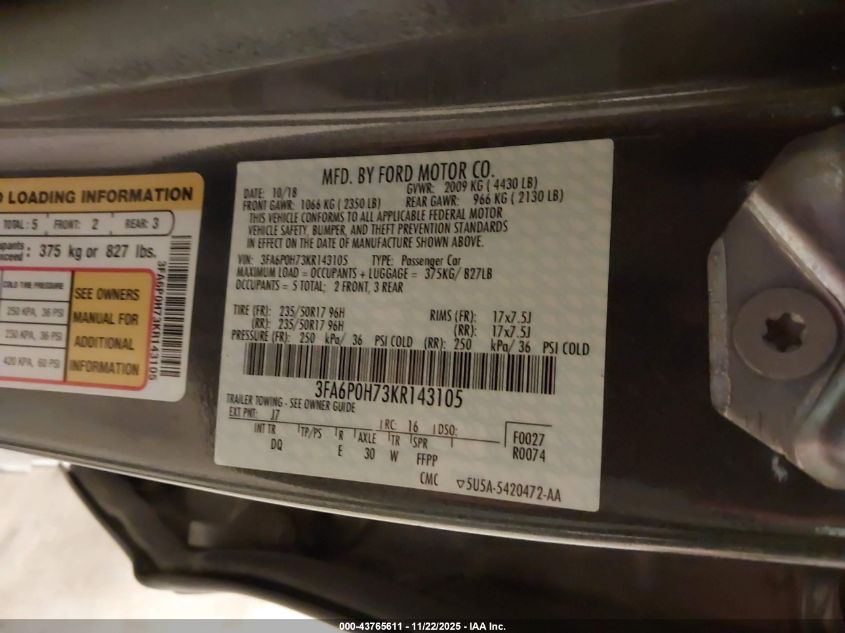 D LOADING INFORMATION
TOTAL: 5 FRONT: 2 REAR: 3
: 375 kg or 827 lbs.
COLD TIRE PRESSURE
250 KPA, 36 PSI
250 KPA, 36 PSI
420 KPA, 60 PSI
SEE OWNERS
MANUAL FOR
ADDITIONAL
INFORMATION
3FA6P0H73KR143105
MFD. BY FORD MOTOR CO.
DATE: 10/18 GVWR: 2009 KG ( 4430 LB)
FRONT GAWR: 1066 KG ( 2350 LB) REAR GAWR: 966 KG ( 2130 LB)
THIS VEHICLE CONFORMS TO ALL APPLICABLE FEDERAL MOTOR
VEHICLE SAFETY, BUMPER, AND THEFT PREVENTION STANDARDS
IN EFFECT ON THE DATE OF MANUFACTURE SHOWN ABOVE.
VIN: 3FA6P0H73KR143105 TYPE: Passenger Car
MAXIMUM LOAD = OCCUPANTS + LUGGAGE = 375KG/ 827LB
OCCUPANTS = 5 TOTAL: 2 FRONT, 3 REAR
TIRE (FR): 235/50R17 96H RIMS (FR): 17x7.5J
(RR): 235/50R17 96H (RR): 17x7.5J
PRESSURE (FR): 250 kPa/ 36 PSI COLD (RR): 250 kPa/ 36 PSI COLD
3FA6P0H73KR143105
TRAILER TOWING - SEE OWNER GUIDE
EXT PNT: J7 RC: 16 DSO:
INT TR TP/PS R AXLE TR SPR F0027
DQ E 30 W FFPP R0074
CMC ▽5U5A-5420472-AA
000-43765611 - 11/22/2025 - IAA Inc.